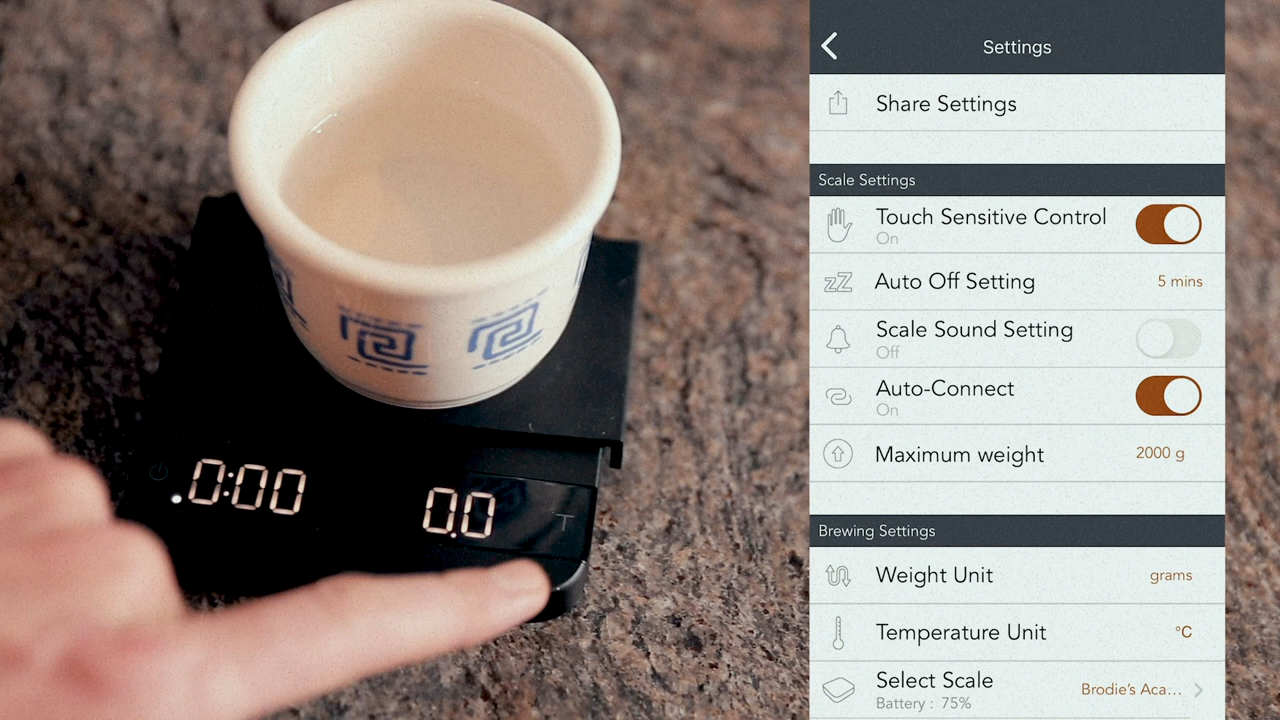 0:00
0.0
T
Settings
Share Settings
Scale Settings
Touch Sensitive Control
On
Auto Off Setting
5 mins
zZ
Scale Sound Setting
Off
Auto-Connect
On
Maximum weight
2000 g
Brewing Settings
Weight Unit
grams
Temperature Unit
°C
Select Scale
Brodie's Aca...
Battery : 75%